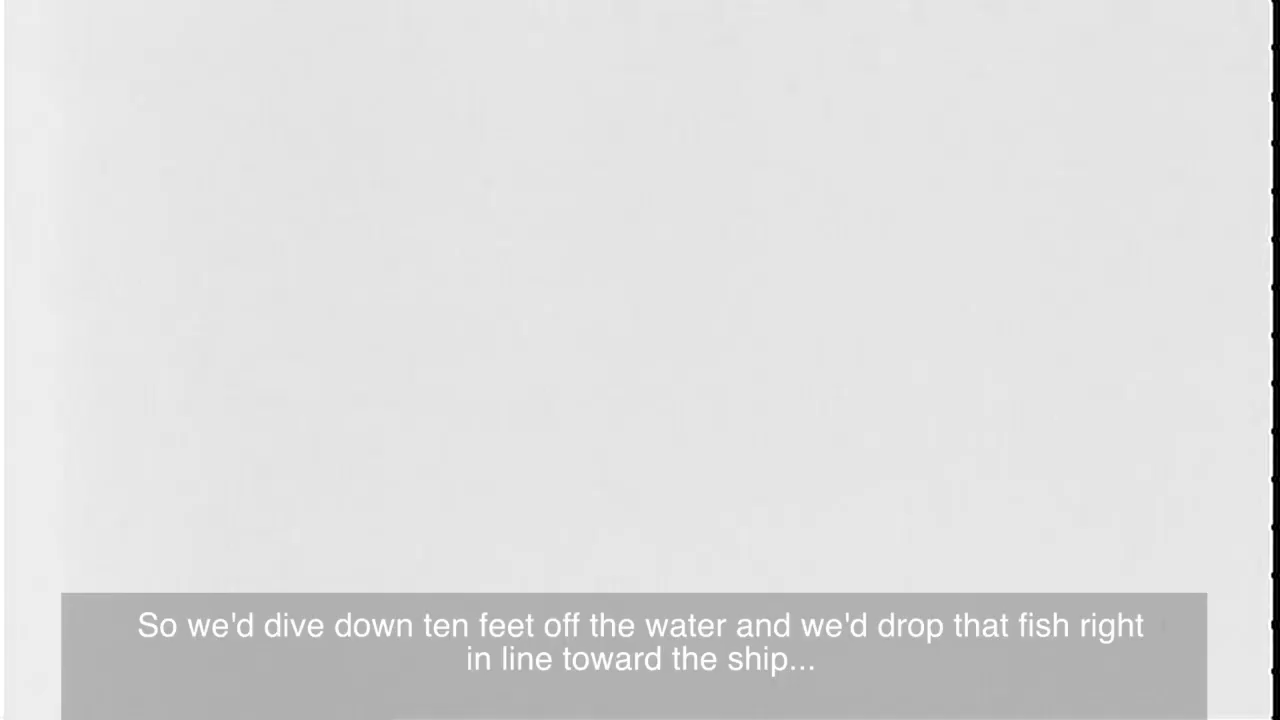 So we'd dive down ten feet off the water and we'd drop that fish right
in line toward the ship...